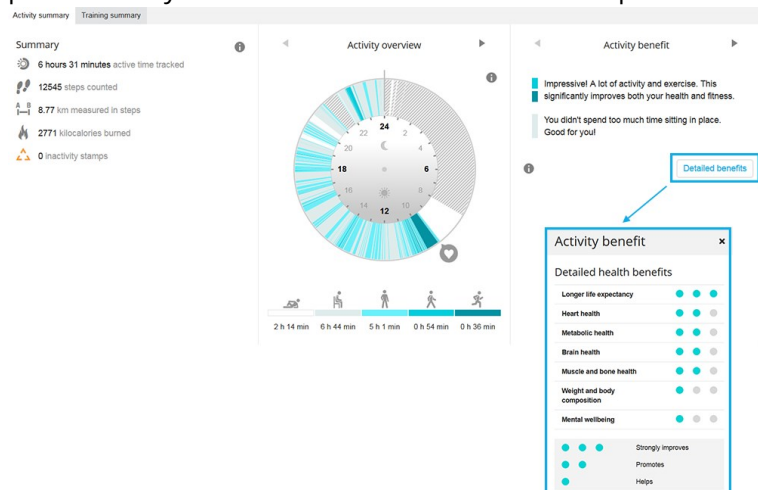 Activity summary
Training summary
Summary
6 hours 31 minutes active time tracked
12545 steps counted
A B
8.77 km measured in steps
2771 kilocalories burned
0 inactivity stamps
Activity overview
24
22
2
20
4
18
6
16
8
14
10
12
2 h 14 min
6 h 44 min
5 h 1 min
0 h 54 min
0 h 36 min
Activity benefit
Impressive! A lot of activity and exercise. This
significantly improves both your health and fitness.
You didn't spend too much time sitting in place.
Good for you!
Detailed benefits
Activity benefit
x
Detailed health benefits
Longer life expectancy
Heart health
Metabolic health
Brain health
Muscle and bone health
Weight and body
composition
Mental wellbeing
Strongly improves
Promotes
Helps